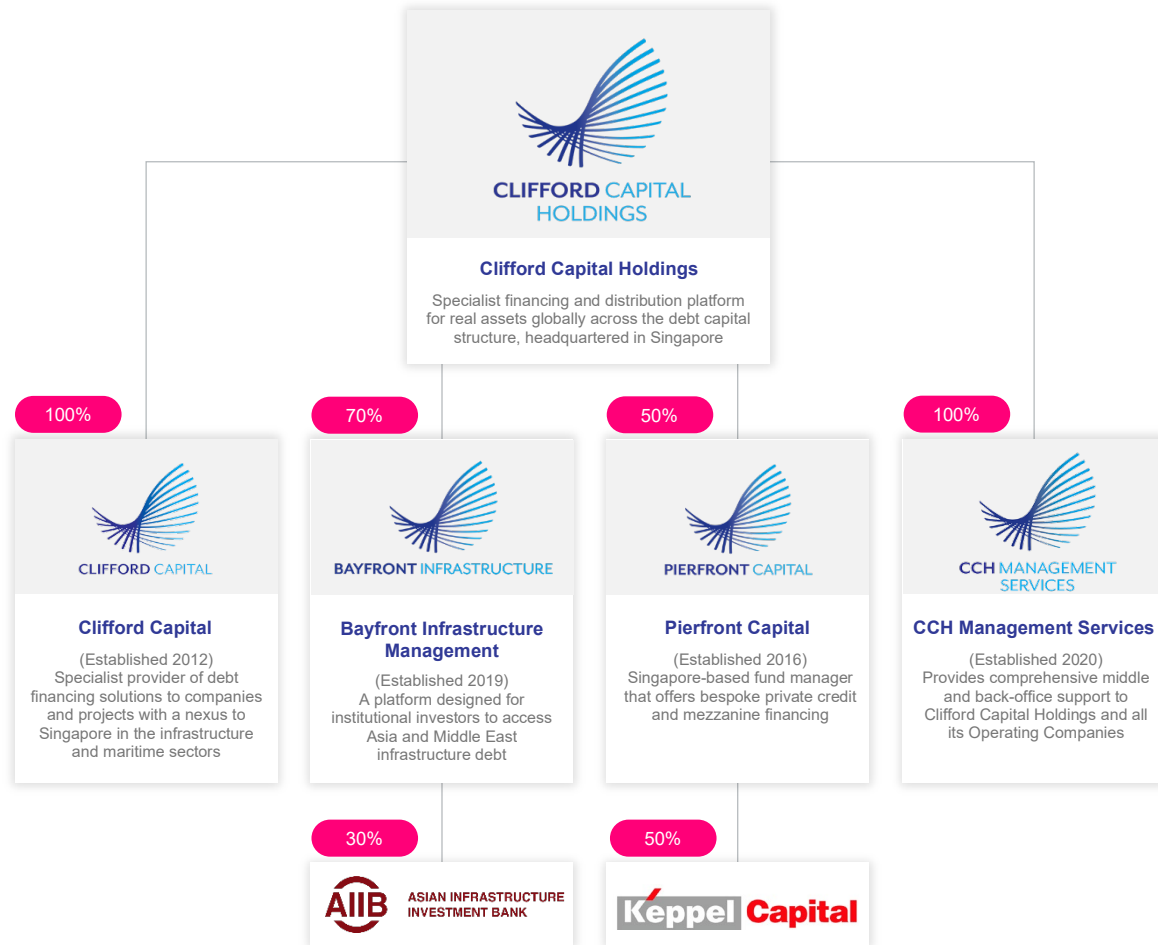 CLIFFORD CAPITAL
HOLDINGS
Clifford Capital Holdings
Specialist financing and distribution platform
for real assets globally across the debt capital
structure, headquartered in Singapore
100%
CLIFFORD CAPITAL
Clifford Capital
(Established 2012)
Specialist provider of debt
financing solutions to companies
and projects with a nexus to
Singapore in the infrastructure
and maritime sectors
70%
BAYFRONT INFRASTRUCTURE
Bayfront Infrastructure
Management
(Established 2019)
A platform designed for
institutional investors to access
Asia and Middle East
infrastructure debt
50%
PIERFRONT CAPITAL
Pierfront Capital
(Established 2016)
Singapore-based fund manager
that offers bespoke private credit
and mezzanine financing
100%
CCH MANAGEMENT
SERVICES
CCH Management Services
(Established 2020)
Provides comprehensive middle
and back-office support to
Clifford Capital Holdings and all
its Operating Companies
30%
AIIB
ASIAN INFRASTRUCTURE
INVESTMENT BANK
50%
Keppel Capital